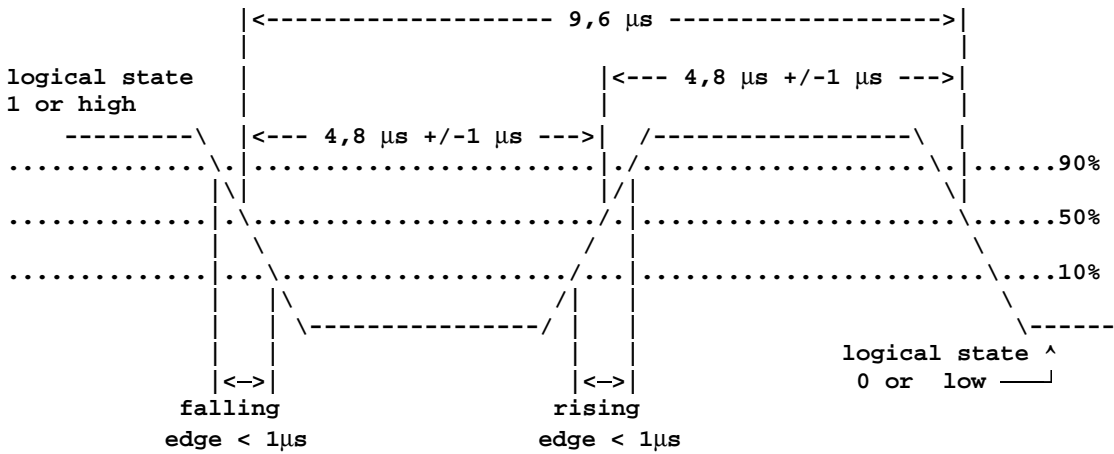 9,6 μs
logical state
1 or high
4,8 μs +/-1 μs
4,8 μs +/-1 μs
90%
50%
10%
logical state
0 or low
falling
edge < 1μs
rising
edge < 1μs